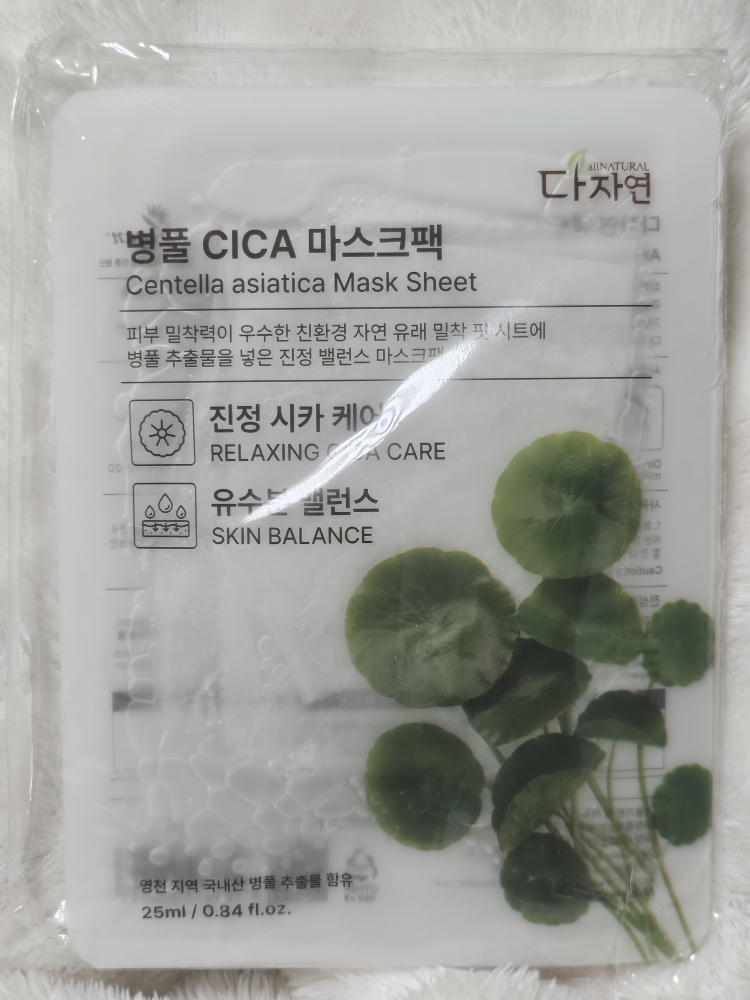 allNATURAL
다자연
병풀 CICA 마스크팩
Centella asiatica Mask Sheet
피부 밀착력이 우수한 친환경 자연 유래 밀착 핏 시트에
병풀 추출물을 넣은 진정 밸런스 마스크팩
진정 시카 케어
RELAXING CICA CARE
유수분 밸런스
SKIN BALANCE
영천 지역 국내산 병풀 추출물 함유
25ml / 0.84 fl.oz.